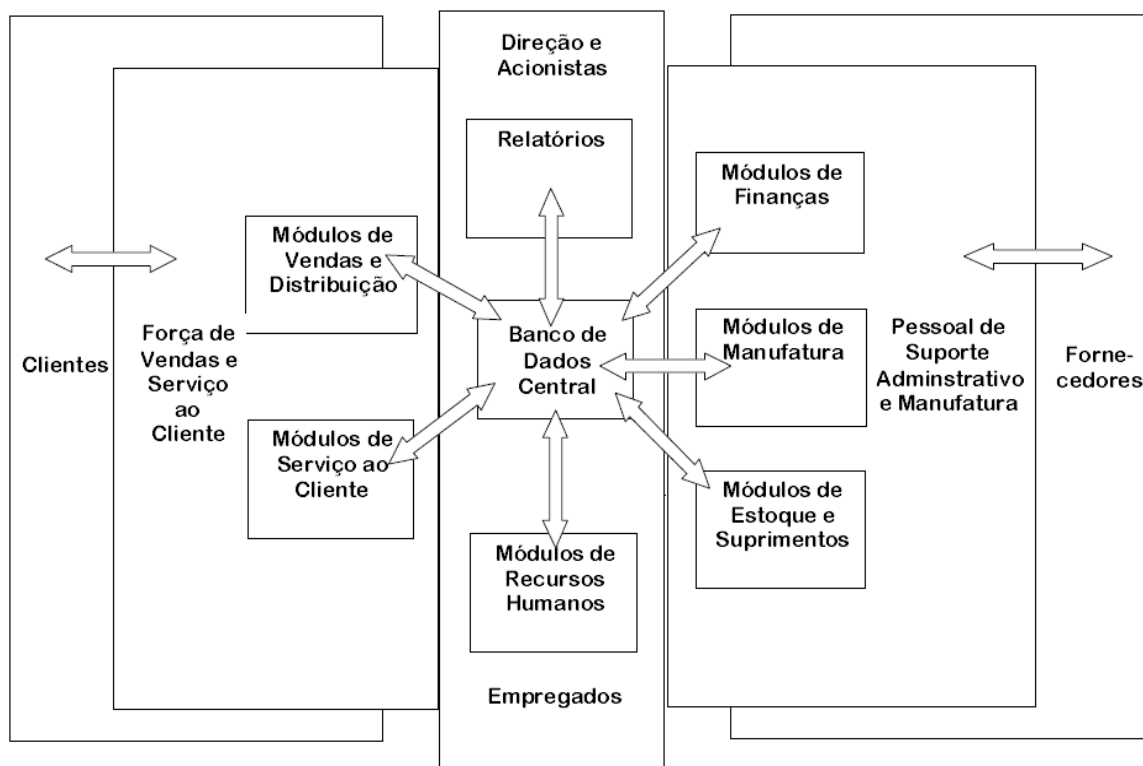 Direção e
Acionistas
Relatórios
Módulos de
Finanças
Módulos de
Vendas e
Distribuição
Clientes
Força de
Vendas e
Serviço
ao
Cliente
Banco de
Dados
Central
Módulos de
Manufatura
Pessoal de
Suporte
Adminstrativo
e Manufatura
Forne-
cedores
Módulos de
Serviço ao
Cliente
Módulos de
Estoque e
Suprimentos
Módulos de
Recursos
Humanos
Empregados